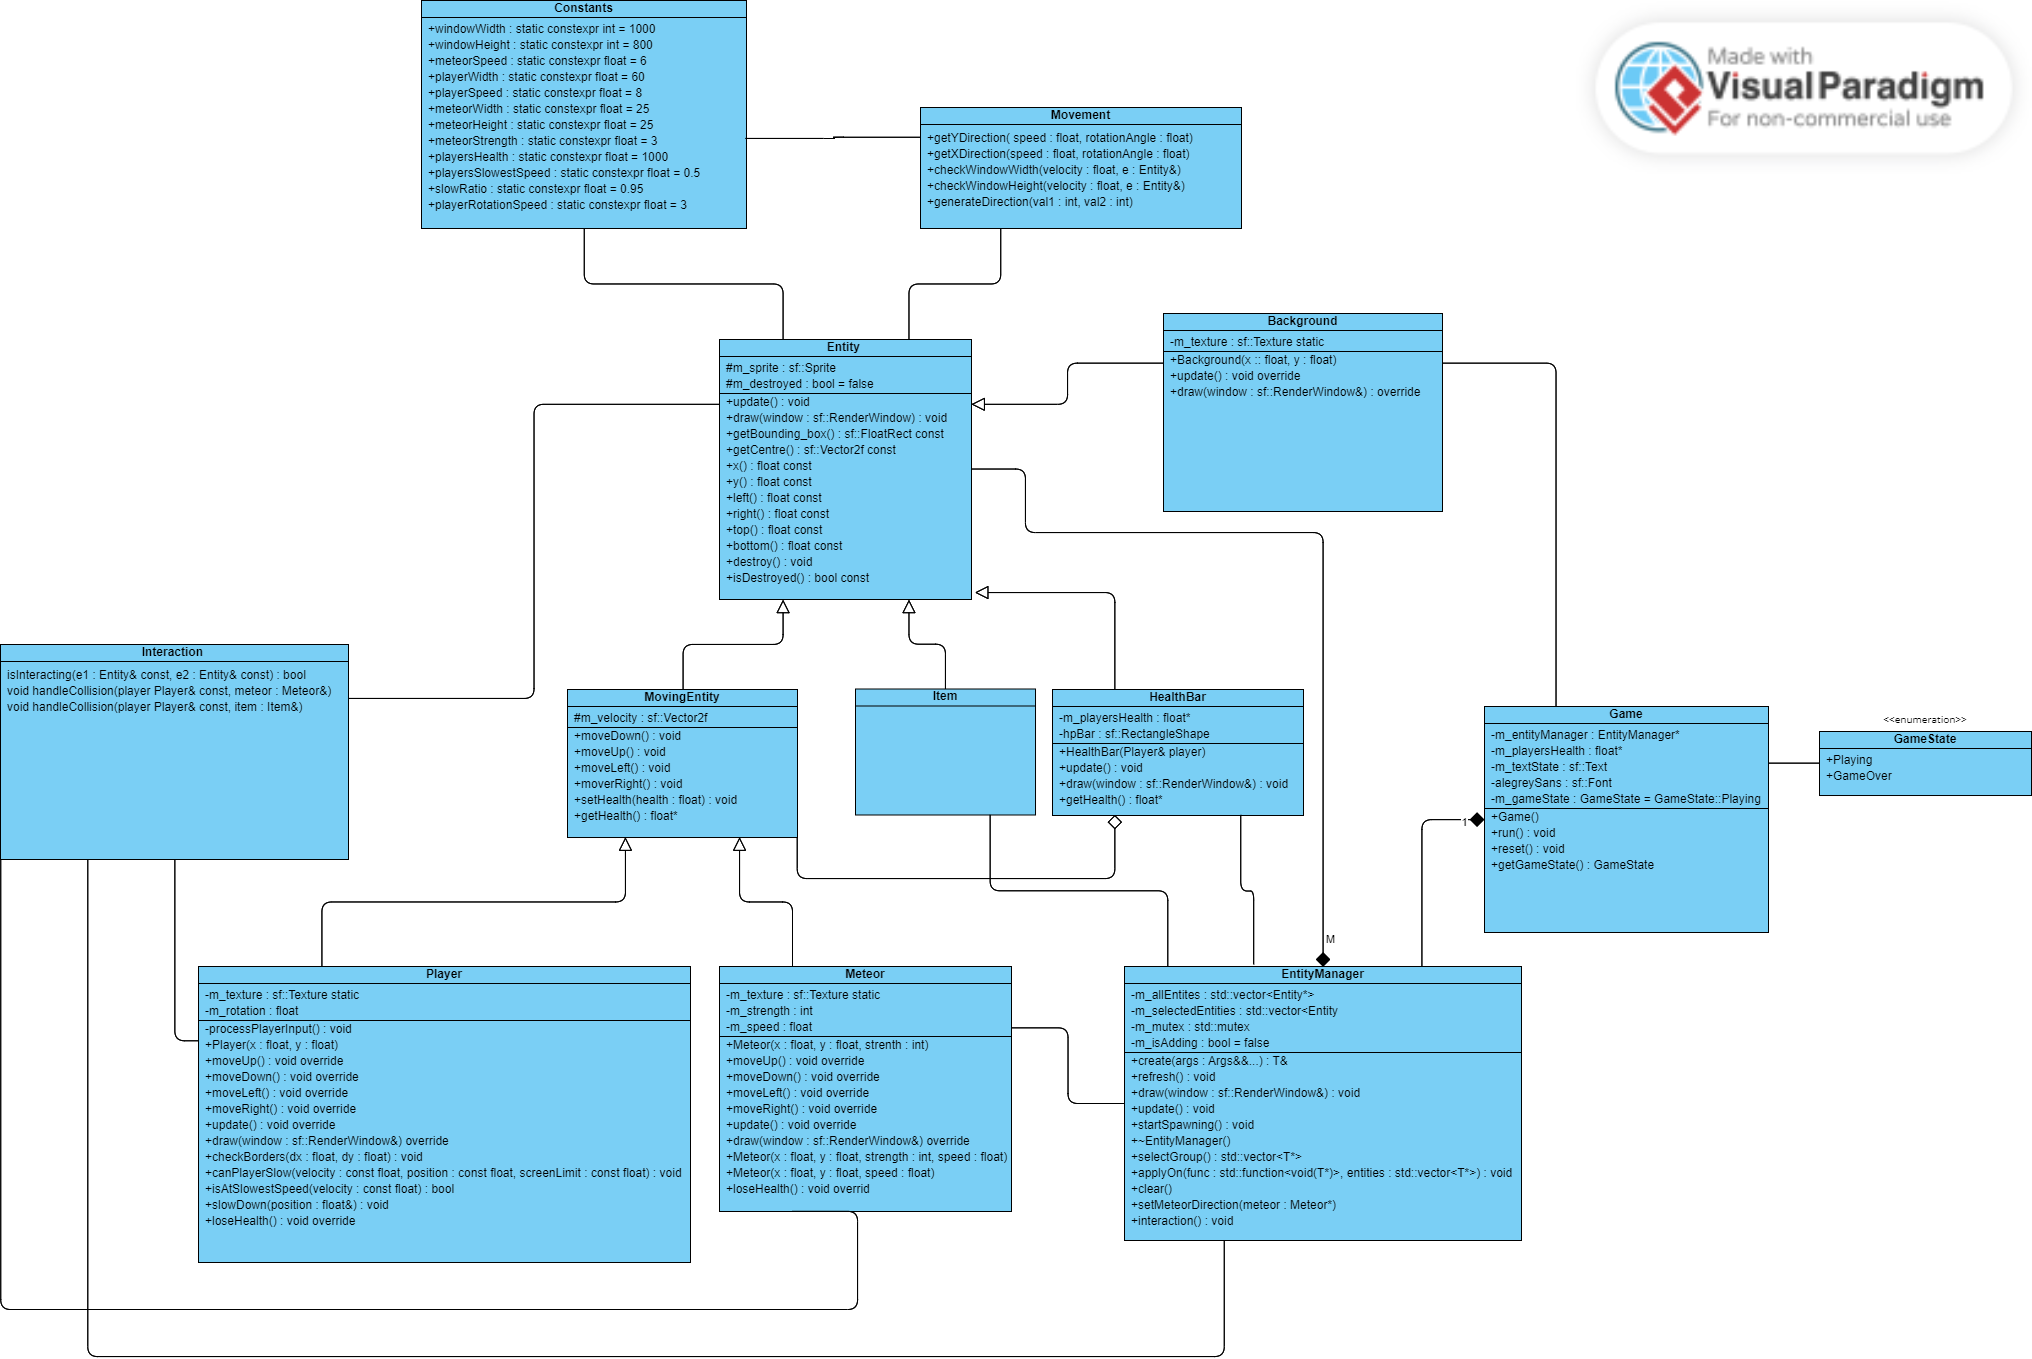 Constants
+windowWidth : static constexpr int = 1000
+windowHeight : static constexpr int = 800
+meteorSpeed : static constexpr float = 6
+playerWidth : static constexpr float = 60
+playerSpeed : static constexpr float = 8
+meteorWidth : static constexpr float = 25
+meteorHeight : static constexpr float = 25
+meteorStrength : static constexpr float = 3
+playersHealth : static constexpr float = 1000
+playersSlowestSpeed : static constexpr float = 0.5
+slowRatio : static constexpr float = 0.95
+playerRotationSpeed : static constexpr float = 3
Movement
+getYDirection( speed : float, rotationAngle : float)
+getXDirection(speed : float, rotationAngle : float)
+checkWindowWidth(velocity : float, e : Entity&)
+checkWindowHeight(velocity : float, e : Entity&)
+generateDirection(val1 : int, val2 : int)
Made with
Visual Paradigm
For non-commercial use
Entity
#m_sprite : sf::Sprite
#m_destroyed : bool = false
+update() : void
+draw(window : sf::RenderWindow) : void
+getBounding_box() : sf::FloatRect const
+getCentre() : sf::Vector2f const
+x() : float const
+y() : float const
+left() : float const
+right() : float const
+top() : float const
+bottom() : float const
+destroy() : void
+isDestroyed() : bool const
Background
-m_texture : sf::Texture static
+Background(x :: float, y : float)
+update() : void override
+draw(window : sf::RenderWindow&) : override
Interaction
isInteracting(e1 : Entity& const, e2 : Entity& const) : bool
void handleCollision(player Player& const, meteor : Meteor&)
void handleCollision(player Player& const, item : Item&)
MovingEntity
#m_velocity : sf::Vector2f
+moveDown() : void
+moveUp() : void
+moveLeft() : void
+moverRight() : void
+setHealth(health : float) : void
+getHealth() : float*
Item
HealthBar
-m_playersHealth : float*
-hpBar : sf::RectangleShape
+HealthBar(Player& player)
+update() : void
+draw(window : sf::RenderWindow&) : void
+getHealth() : float*
Game
-m_entityManager : EntityManager*
-m_playersHealth : float*
-m_textState : sf::Text
-alegreySans : sf::Font
-m_gameState : GameState = GameState::Playing
+Game()
+run() : void
+reset() : void
+getGameState() : GameState
<<enumeration>>
GameState
+Playing
+GameOver
1
M
Player
-m_texture : sf::Texture static
-m_rotation : float
-processPlayerInput() : void
+Player(x : float, y : float)
+moveUp() : void override
+moveDown() : void override
+moveLeft() : void override
+moveRight() : void override
+update() : void override
+draw(window : sf::RenderWindow&) override
+checkBorders(dx : float, dy : float) : void
+canPlayerSlow(velocity : const float, position : const float, screenLimit : const float) : void
+isAtSlowestSpeed(velocity : const float) : bool
+slowDown(position : float&) : void
+loseHealth() : void override
Meteor
-m_texture : sf::Texture static
-m_strength : int
-m_speed : float
+Meteor(x : float, y : float, strenth : int)
+moveUp() : void override
+moveDown() : void override
+moveLeft() : void override
+moveRight() : void override
+update() : void override
+draw(window : sf::RenderWindow&) override
+Meteor(x : float, y : float, strength : int, speed : float)
+Meteor(x : float, y : float, speed : float)
+loseHealth() : void overrid
EntityManager
-m_allEntites : std::vector<Entity*>
-m_selectedEntities : std::vector<Entity
-m_mutex : std::mutex
-m_isAdding : bool = false
+create(args : Args&&...) : T&
+refresh() : void
+draw(window : sf::RenderWindow&) : void
+update() : void
+startSpawning() : void
+~EntityManager()
+selectGroup() : std::vector<T*>
+applyOn(func : std::function<void(T*)>, entities : std::vector<T*>) : void
+clear()
+setMeteorDirection(meteor : Meteor*)
+interaction() : void